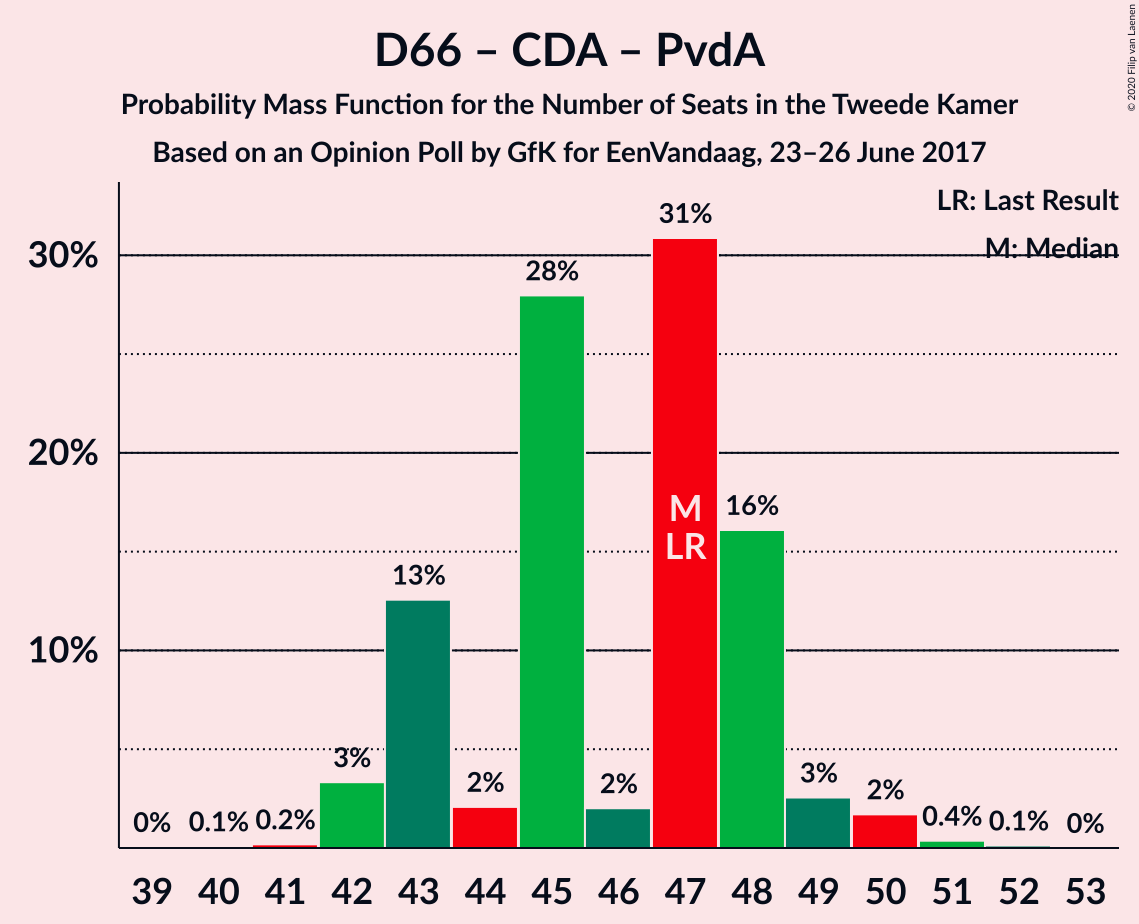 D66 – CDA – PvdA
Probability Mass Function for the Number of Seats in the Tweede Kamer
Based on an Opinion Poll by GfK for EenVandaag, 23–26 June 2017
© 2020 Filip van Laenen
LR: Last Result
M: Median
30%
20%
10%
0%
0.1%
0.2%
3%
13%
2%
28%
2%
31%
16%
3%
2%
0.4%
0.1%
0%
M
LR
39 40 41 42 43 44 45 46 47 48 49 50 51 52 53